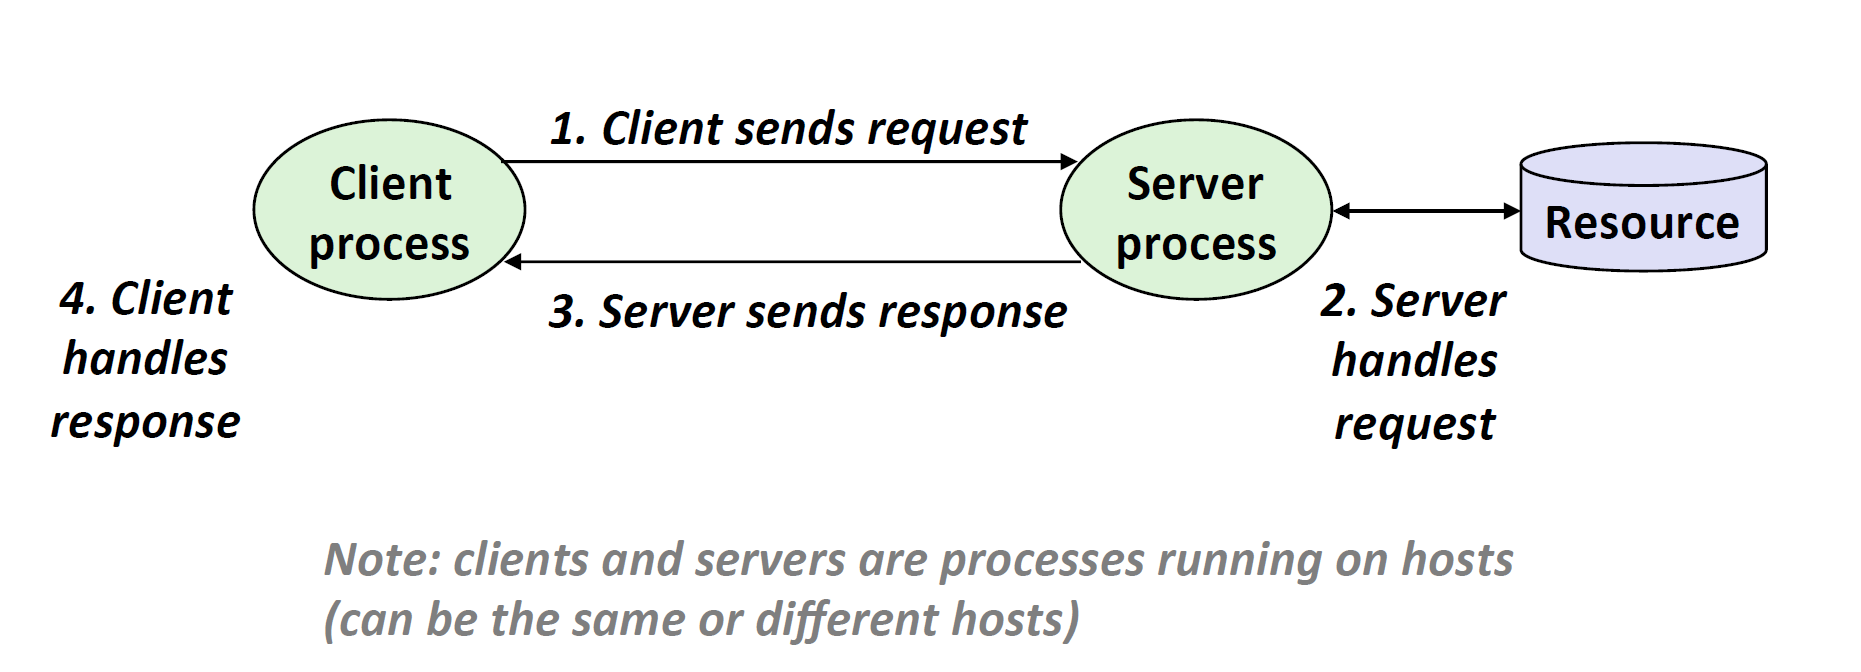 1. Client sends request
Client
process
Server
process
Resource
4. Client
handles
response
3. Server sends response
2. Server
handles
request
Note: clients and servers are processes running on hosts
(can be the same or different hosts)